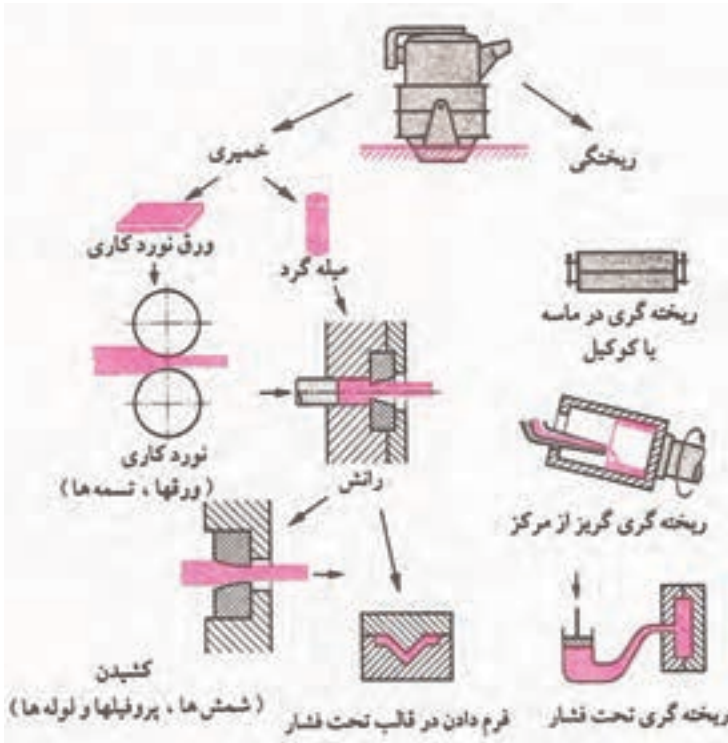 ریختگی
خمیری
ورق نورد کاری
میله گرد
ریخته گری در ماسه
یا کوکیل
نورد کاری
(ورقها ، تسمه ها)
رانش
ریخته گری گریز از مرکز
کشیدن
(شمش ها ، پروفیلها و لوله ها)
فرم دادن در قالب تحت فشار
ریخته گری تحت فشار